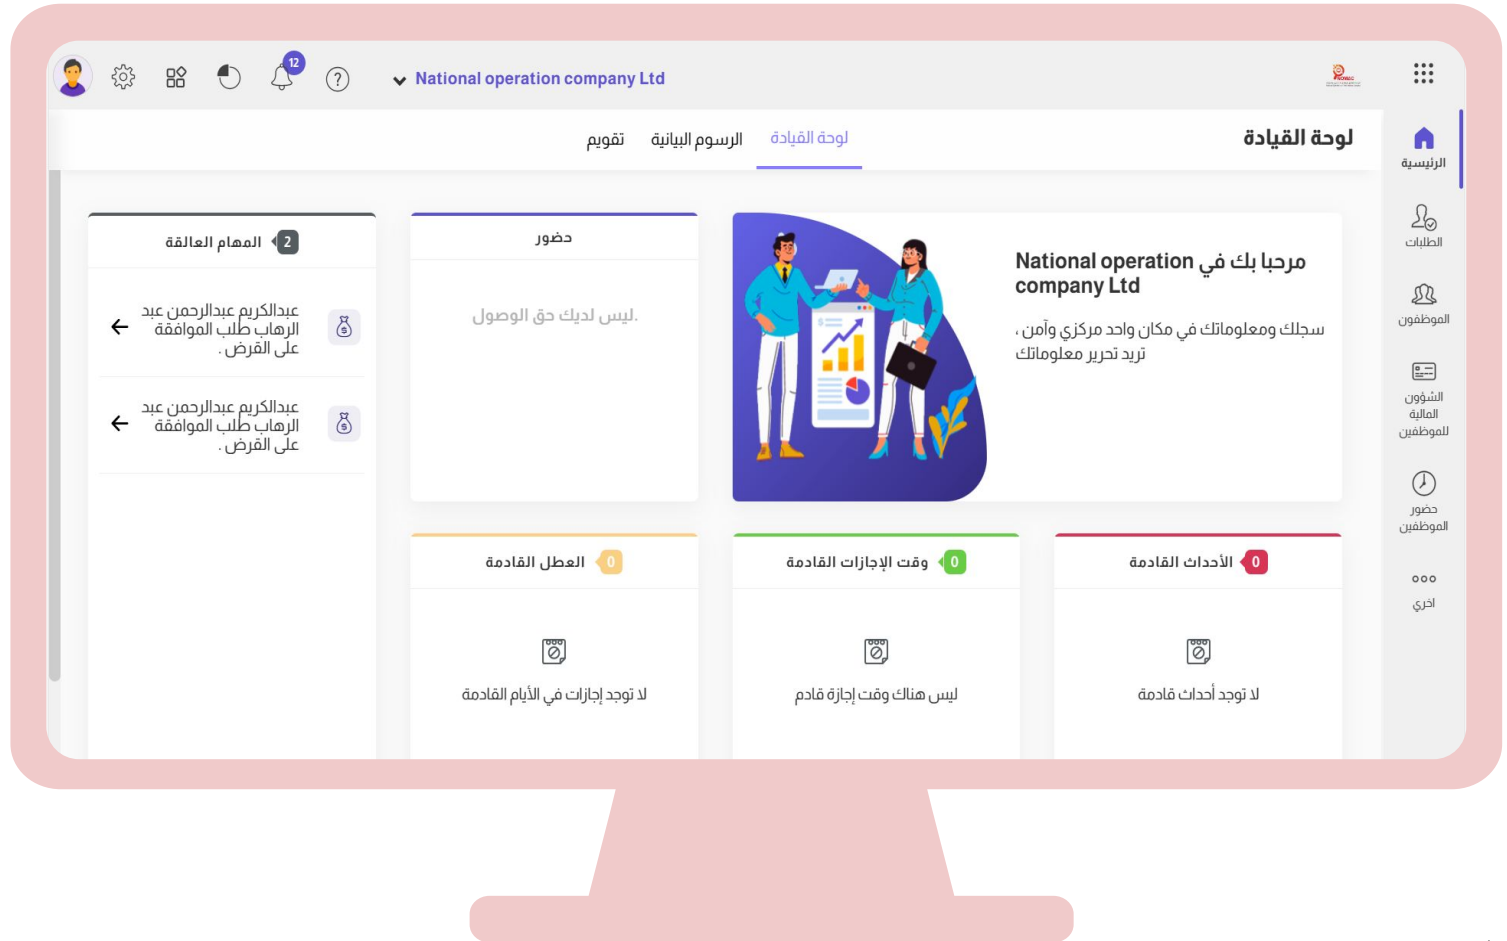 12
National operation company Ltd
لوحة القيادة
لوحة القيادة
الرسوم البيانية
تقويم
الرئيسية
الطلبات
الموظفون
الشؤون
المالية
للموظفين
حضور
الموظفين
اخري
مرحبا بك في National operation
company Ltd
سجلك ومعلوماتك في مكان واحد مركزي وآمن ،
تريد تحرير معلوماتك
حضور
.ليس لديك حق الوصول
2 المهام العالقة
عبدالكريم عبدالرحمن عبد
الرهاب طلب الموافقة
على القرض .
عبدالكريم عبدالرحمن عبد
الرهاب طلب الموافقة
على القرض .
0 الأحداث القادمة
لا توجد أحداث قادمة
0 وقت الإجازات القادمة
ليس هناك وقت إجازة قادم
0 العطل القادمة
لا توجد إجازات في الأيام القادمة